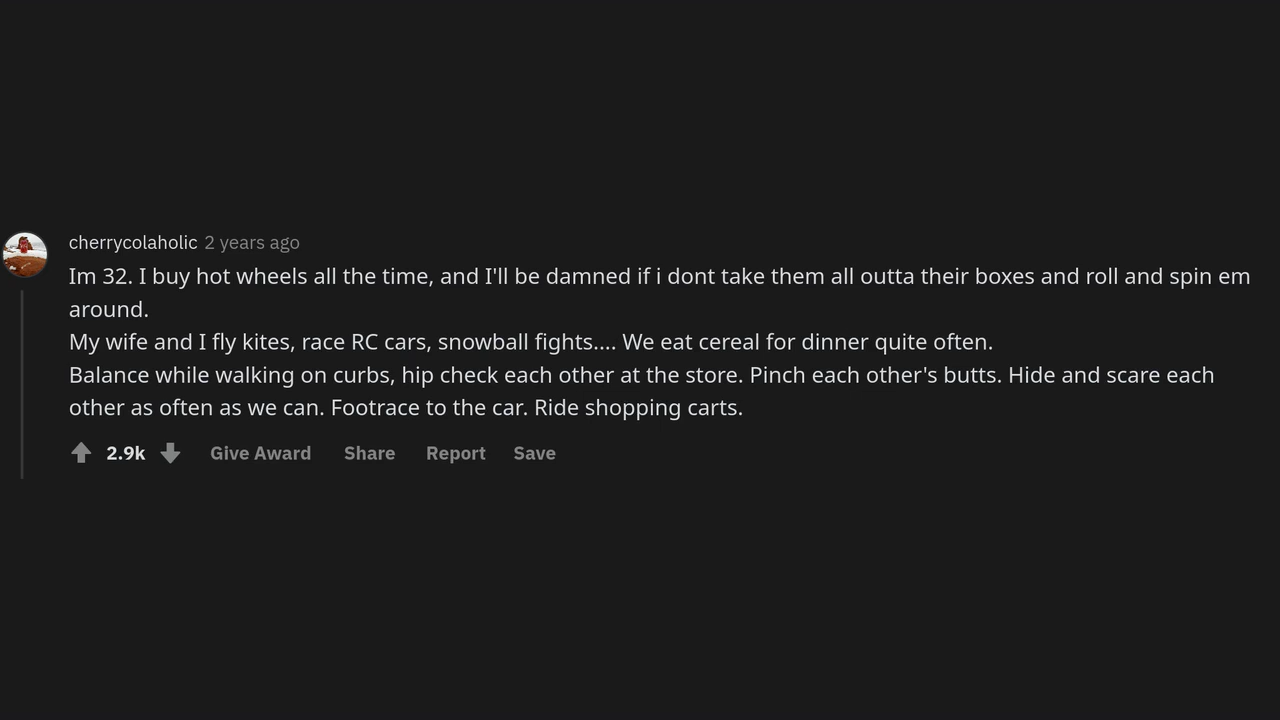 cherrycolaholic 2 years ago
Im 32. I buy hot wheels all the time, and I'll be damned if i dont take them all outta their boxes and roll and spin em
around.
My wife and I fly kites, race RC cars, snowball fights.... We eat cereal for dinner quite often.
Balance while walking on curbs, hip check each other at the store. Pinch each other's butts. Hide and scare each
other as often as we can. Footrace to the car. Ride shopping carts.
2.9k Give Award Share Report Save